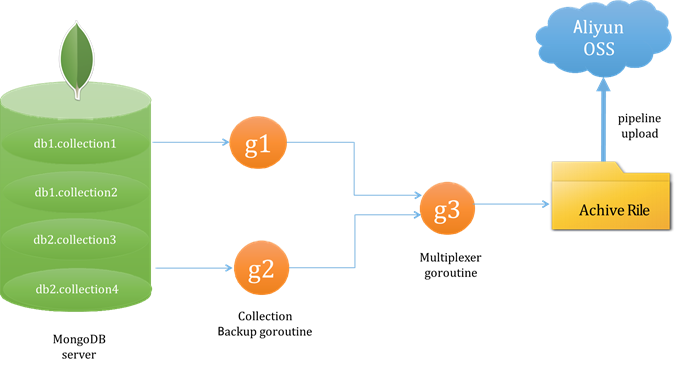 Aliyun
OSS
pipeline
upload
db1.collection1
db1.collection2
db2.collection3
db2.collection4
g1
g2
g3
Achive Rile
Multiplexer
goroutine
Collection
Backup goroutine
MongoDB
server